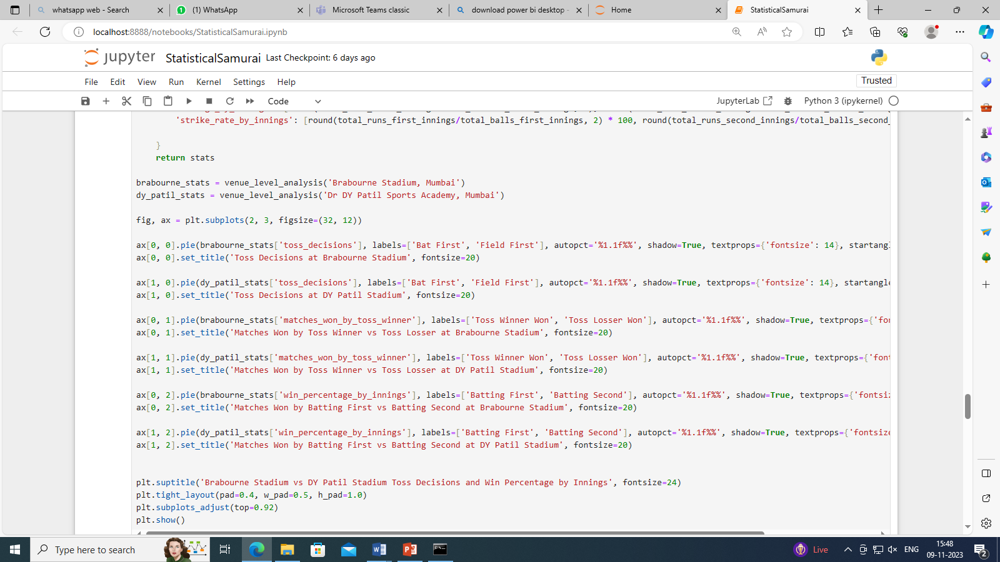 whatsapp web - Search
(1) WhatsApp
Microsoft Teams classic
download power bi desktop -
Home
StatisticalSamurai
localhost:8888/notebooks/StatisticalSamurai.ipynb
jupyter StatisticalSamurai Last Checkpoint: 6 days ago
File Edit View Run Kernel Settings Help
Trusted
Code
JupyterLab
Python 3 (ipykernel)
'strike_rate_by_innings': [round(total_runs_first_innings/total_balls_first_innings, 2) * 100, round(total_runs_second_innings/total_balls_second_
}
return stats
brabourne_stats = venue_level_analysis('Brabourne Stadium, Mumbai')
dy_patil_stats = venue_level_analysis('Dr DY Patil Sports Academy, Mumbai')
fig, ax = plt.subplots(2, 3, figsize=(32, 12))
ax[0, 0].pie(brabourne_stats['toss_decisions'], labels=['Bat First', 'Field First'], autopct='%1.1f%%', shadow=True, textprops={'fontsize': 14}, startangl
ax[0, 0].set_title('Toss Decisions at Brabourne Stadium', fontsize=20)
ax[1, 0].pie(dy_patil_stats['toss_decisions'], labels=['Bat First', 'Field First'], autopct='%1.1f%%', shadow=True, textprops={'fontsize': 14}, startangle
ax[1, 0].set_title('Toss Decisions at DY Patil Stadium', fontsize=20)
ax[0, 1].pie(brabourne_stats['matches_won_by_toss_winner'], labels=['Toss Winner Won', 'Toss Losser Won'], autopct='%1.1f%%', shadow=True, textprops={'fon
ax[0, 1].set_title('Matches Won by Toss Winner vs Toss Losser at Brabourne Stadium', fontsize=20)
ax[1, 1].pie(dy_patil_stats['matches_won_by_toss_winner'], labels=['Toss Winner Won', 'Toss Losser Won'], autopct='%1.1f%%', shadow=True, textprops={'font
ax[1, 1].set_title('Matches Won by Toss Winner vs Toss Losser at DY Patil Stadium', fontsize=20)
ax[0, 2].pie(brabourne_stats['win_percentage_by_innings'], labels=['Batting First', 'Batting Second'], autopct='%1.1f%%', shadow=True, textprops={'fontsiz
ax[0, 2].set_title('Matches Won by Batting First vs Batting Second at Brabourne Stadium', fontsize=20)
ax[1, 2].pie(dy_patil_stats['win_percentage_by_innings'], labels=['Batting First', 'Batting Second'], autopct='%1.1f%%', shadow=True, textprops={'fontsize
ax[1, 2].set_title('Matches Won by Batting First vs Batting Second at DY Patil Stadium', fontsize=20)
plt.suptitle('Brabourne Stadium vs DY Patil Stadium Toss Decisions and Win Percentage by Innings', fontsize=24)
plt.tight_layout(pad=0.4, w_pad=0.5, h_pad=1.0)
plt.subplots_adjust(top=0.92)
plt.show()
Type here to search
Live
ENG
15:48
09-11-2023
2